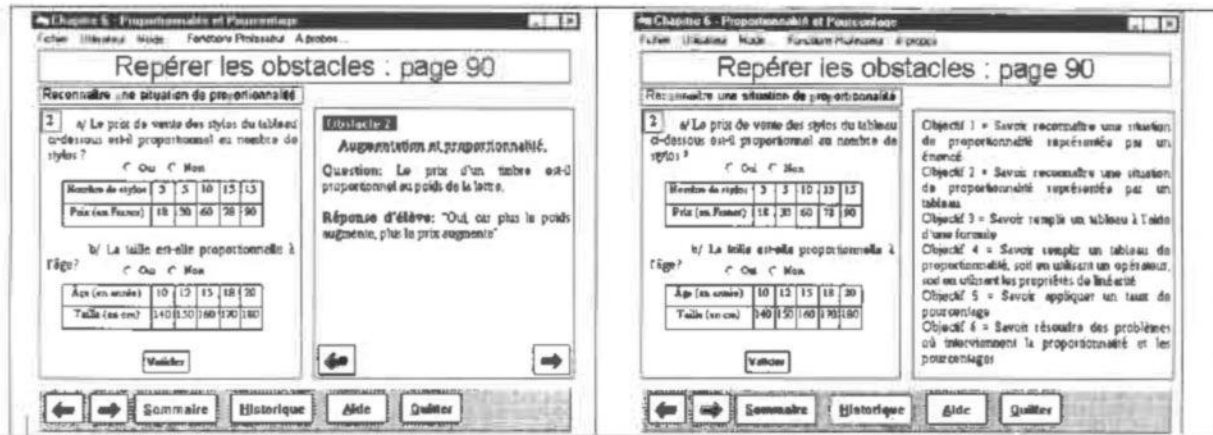 Chapitre 6 - Proportionnalité et Pourcentage
Fichier Utilisateur Mode Fonctions Professeur A propos...
Repérer les obstacles : page 90
Reconnaître une situation de proportionnalité
2 a/ Le prix de vente des stylos du tableau
ci-dessous est-il proportionnel au nombre de
stylos ?
Oui Non
Nombre de stylos 3 5 10 13 15
Prix (en Francs) 18 30 60 78 90
b/ La taille est-elle proportionnelle à
l'âge?
Oui Non
Âge (en année) 10 12 15 18 20
Taille (en cm) 140 150 160 170 180
Valider
Obstacle 2
Augmentation et proportionnalité.
Question: Le prix d'un timbre est-il
proportionnel au poids de la lettre.
Réponse d'élève: "Oui, car plus le poids
augmente, plus le prix augmente"
Sommaire Historique Aide Quitter
Chapitre 6 - Proportionnalité et Pourcentage
Fichier Utilisateur Mode Fonctions Professeur A propos
Repérer les obstacles : page 90
Reconnaître une situation de proportionnalité
2 a/ Le prix de vente des stylos du tableau
ci-dessous est-il proportionnel au nombre de
stylos ?
Oui Non
Nombre de stylos 3 5 10 13 15
Prix (en Francs) 18 30 60 78 90
b/ La taille est-elle proportionnelle à
l'âge?
Oui Non
Âge (en année) 10 12 15 18 20
Taille (en cm) 140 150 160 170 180
Valider
Objectif 1 = Savoir reconnaître une situation
de proportionnalité représentée par un
énoncé
Objectif 2 = Savoir reconnaître une situation
de proportionnalité représentée par un
tableau
Objectif 3 = Savoir remplir un tableau à l'aide
d'une formule
Objectif 4 = Savoir remplir un tableau de
proportionnalité, soit en utilisant un opérateur,
soit en utilisant les propriétés de linéarité
Objectif 5 = Savoir appliquer un taux de
pourcentage
Objectif 6 = Savoir résoudre des problèmes
où interviennent la proportionnalité et les
pourcentages
Sommaire Historique Aide Quitter